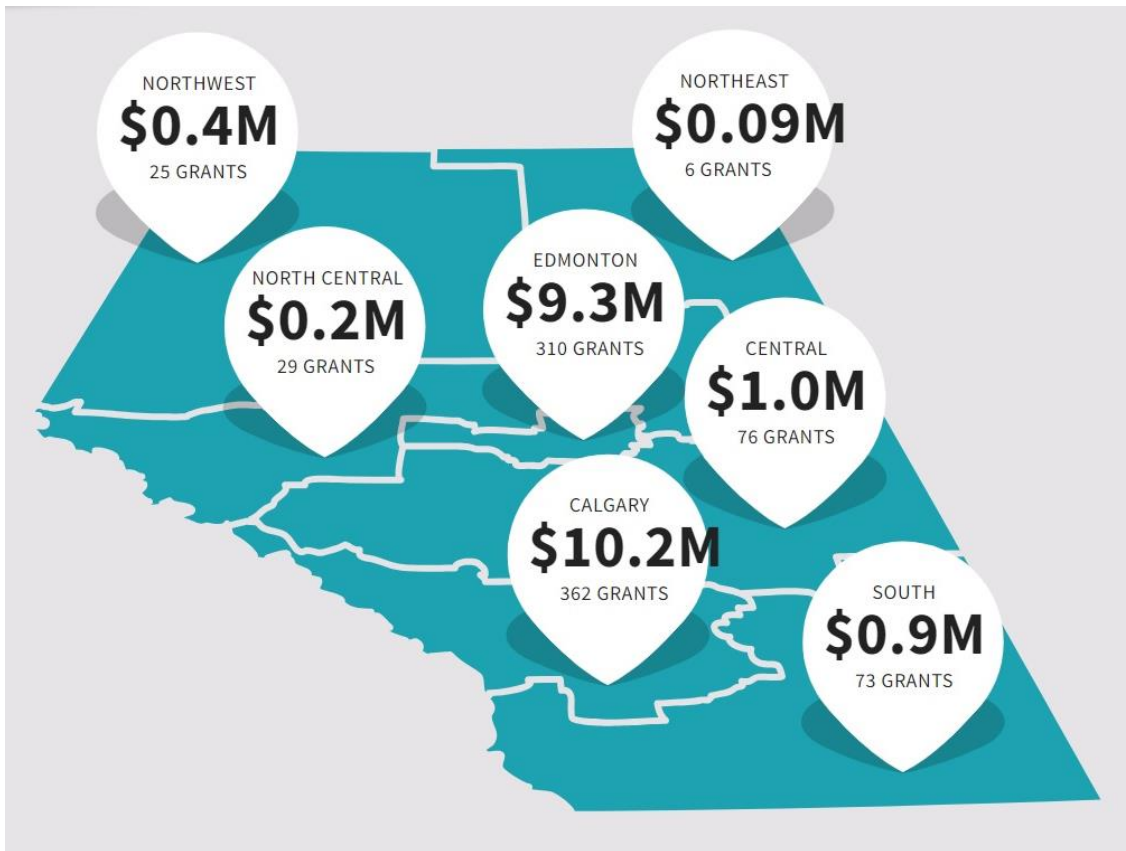 NORTHWEST
$0.4M
25 GRANTS
NORTHEAST
$0.09M
6 GRANTS
NORTH CENTRAL
$0.2M
29 GRANTS
EDMONTON
$9.3M
310 GRANTS
CENTRAL
$1.0M
76 GRANTS
CALGARY
$10.2M
362 GRANTS
SOUTH
$0.9M
73 GRANTS